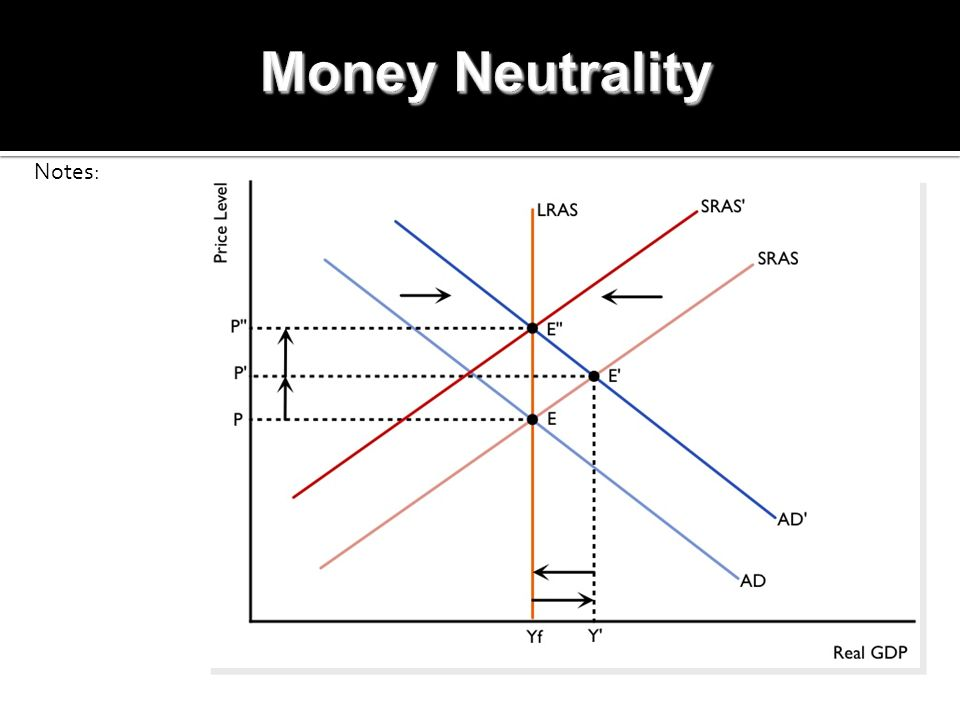 Money Neutrality
Notes:
Price Level
LRAS
SRAS'
SRAS
P"
E"
P'
E'
P
E
AD'
AD
Yf
Y'
Real GDP